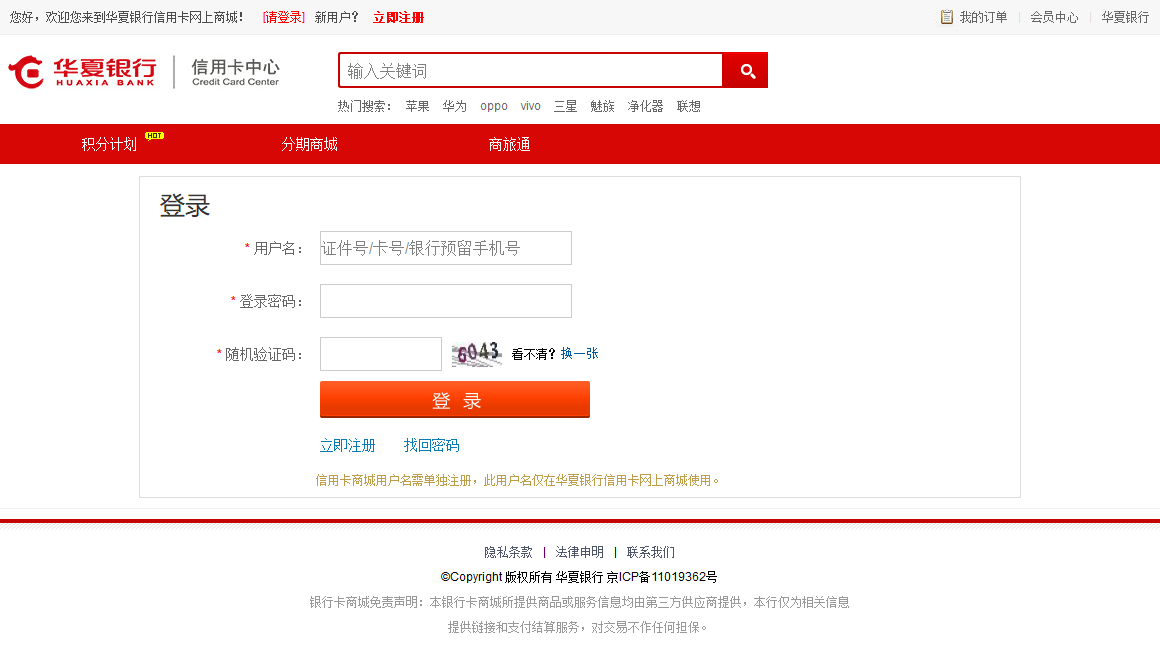 您好，欢迎您来到华夏银行信用卡网上商城！ [请登录] 新用户？ 立即注册 我的订单 会员中心 华夏银行
华夏银行 HUAXIA BANK 信用卡中心 Credit Card Center
输入关键词
热门搜索： 苹果 华为 oppo vivo 三星 魅族 净化器 联想
积分计划 HOT 分期商城 商旅通
登录
* 用户名： 证件号/卡号/银行预留手机号
* 登录密码：
* 随机验证码： 6043 看不清？ 换一张
登 录
立即注册 找回密码
信用卡商城用户名需单独注册，此用户名仅在华夏银行信用卡网上商城使用。
隐私条款 | 法律申明 | 联系我们
©Copyright 版权所有 华夏银行 京ICP备11019362号
银行卡商城免责声明：本银行卡商城所提供商品或服务信息均由第三方供应商提供，本行仅为相关信息
提供链接和支付结算服务，对交易不作任何担保。